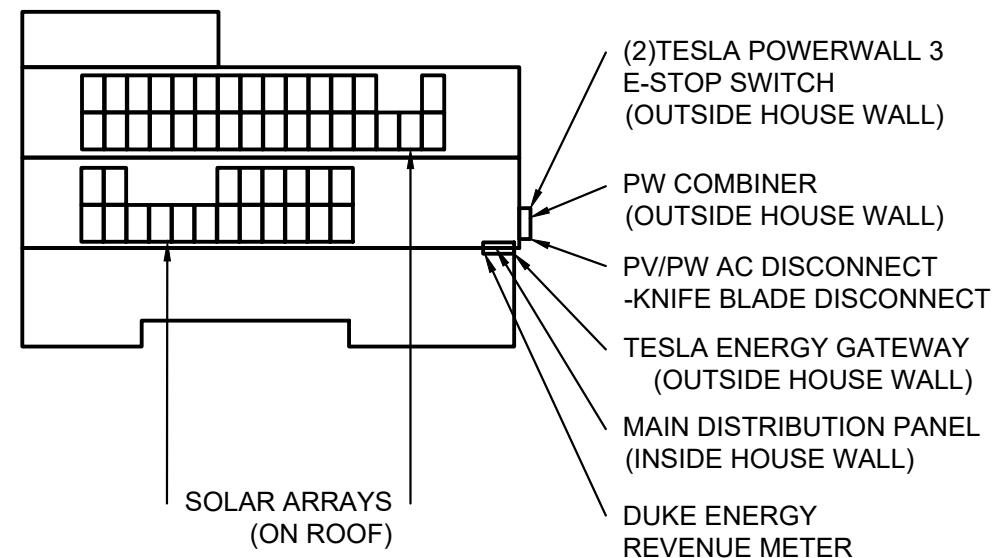 (2)TESLA POWERWALL 3
E-STOP SWITCH
(OUTSIDE HOUSE WALL)
PW COMBINER
(OUTSIDE HOUSE WALL)
PV/PW AC DISCONNECT
-KNIFE BLADE DISCONNECT
TESLA ENERGY GATEWAY
(OUTSIDE HOUSE WALL)
MAIN DISTRIBUTION PANEL
(INSIDE HOUSE WALL)
DUKE ENERGY
REVENUE METER
SOLAR ARRAYS
(ON ROOF)